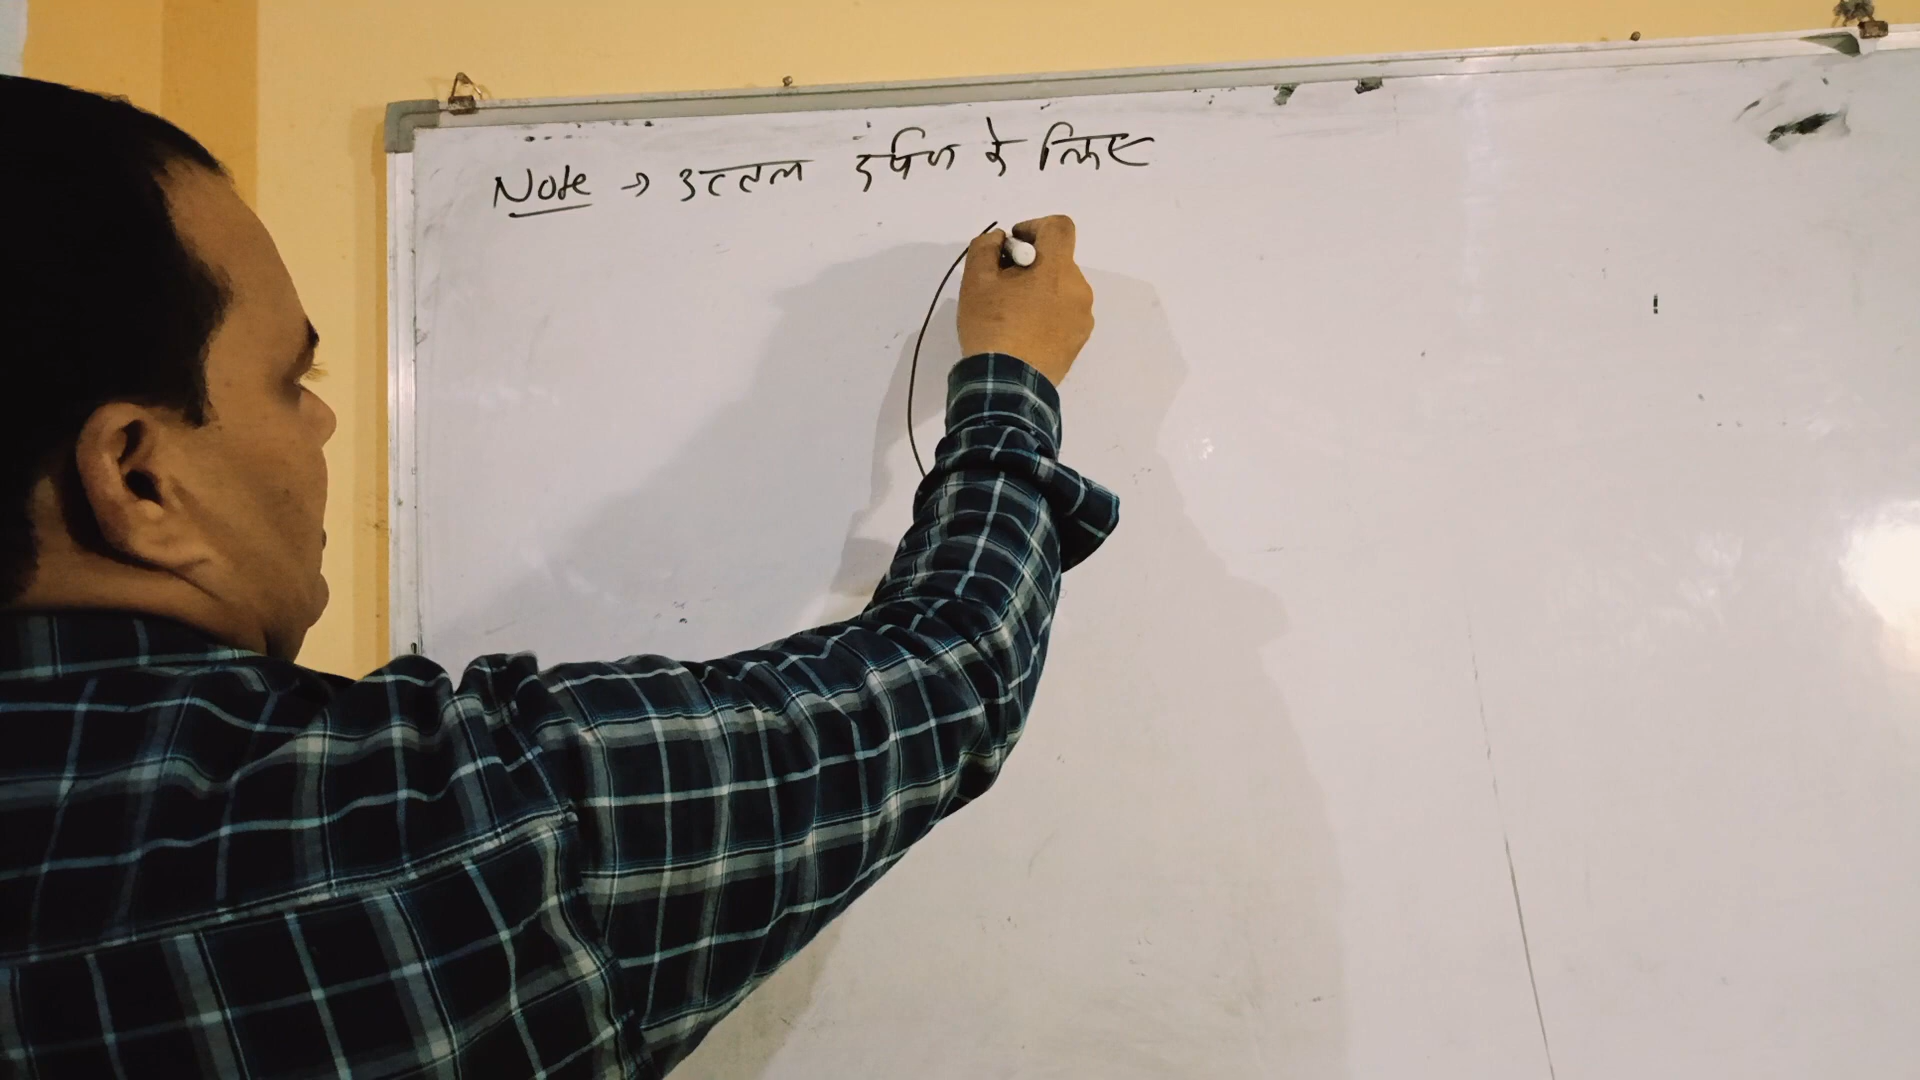 Note → उत्तल दर्पण के लिए